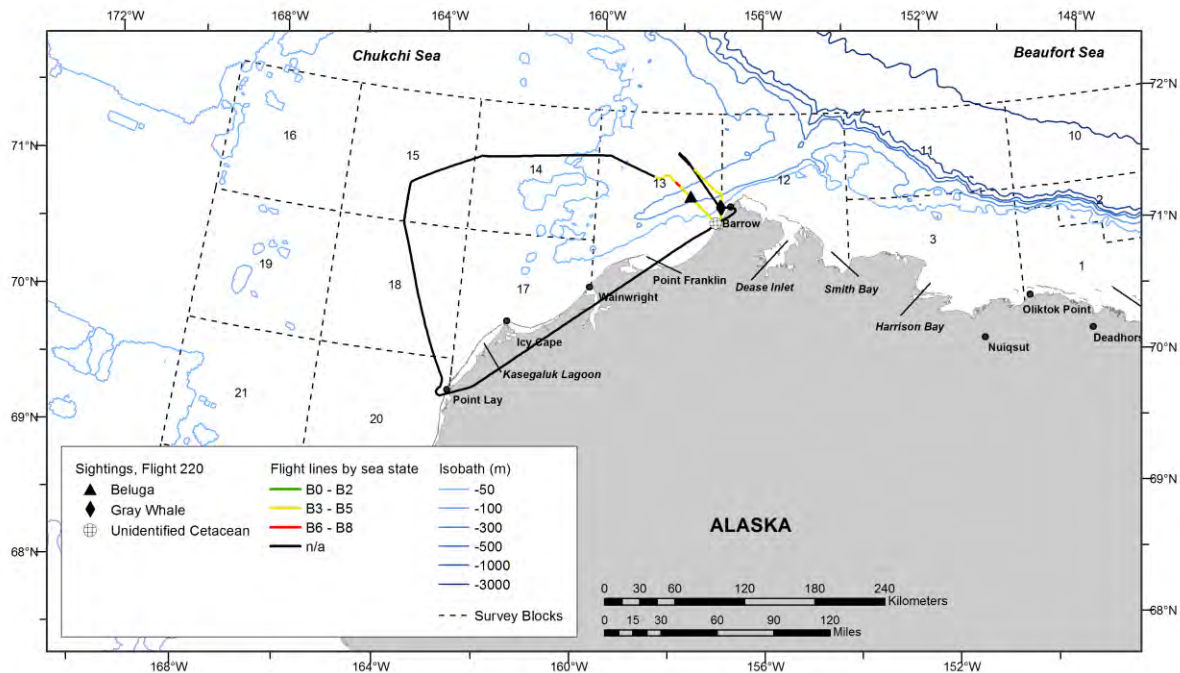 172°W 168°W 164°W 160°W 156°W 152°W 148°W
Chukchi Sea
Beaufort Sea
72°N
71°N
16
10
15
11
14
13
12
2
71°N
Barrow
3
19
18
17
Point Franklin
Dease Inlet
Smith Bay
1
70°N
Wainwright
Harrison Bay
Oliktok Point
Icy Cape
Nuiqsut
Deadhors
70°N
Kasegaluk Lagoon
21
Point Lay
20
69°N
69°N
Sightings, Flight 220
Beluga
Gray Whale
Unidentified Cetacean
Flight lines by sea state
B0 - B2
B3 - B5
B6 - B8
n/a
Isobath (m)
-50
-100
-300
-500
-1000
-3000
Survey Blocks
ALASKA
68°N
0 30 60 120 180 240
Kilometers
0 15 30 60 90 120
Miles
68°N
168°W 164°W 160°W 156°W 152°W